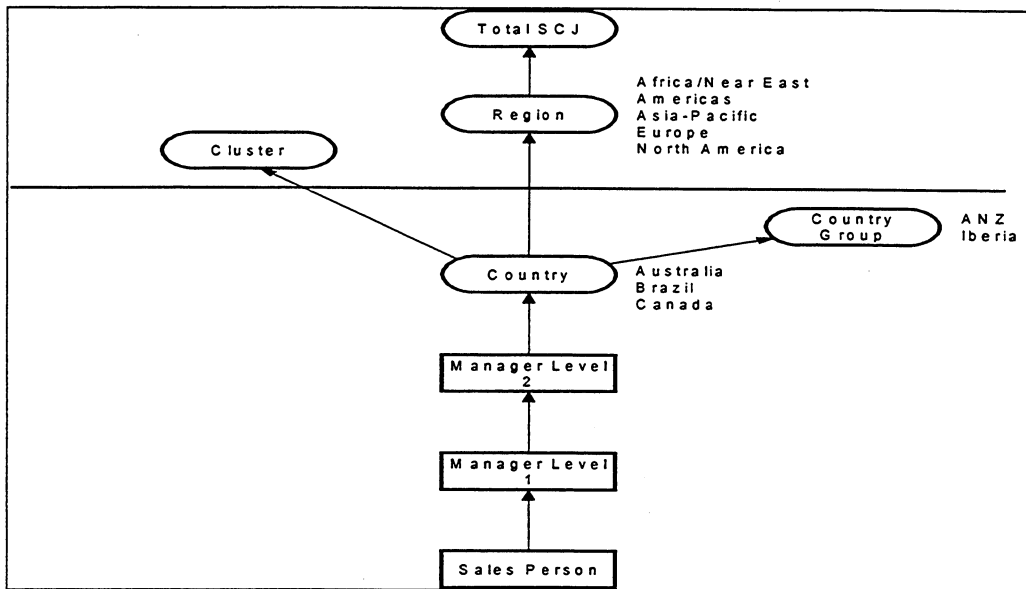 Total SCJ
Region
Africa/Near East
Americas
Asia-Pacific
Europe
North America
Cluster
Country
Group
ANZ
Iberia
Country
Australia
Brazil
Canada
Manager Level
2
Manager Level
1
Sales Person